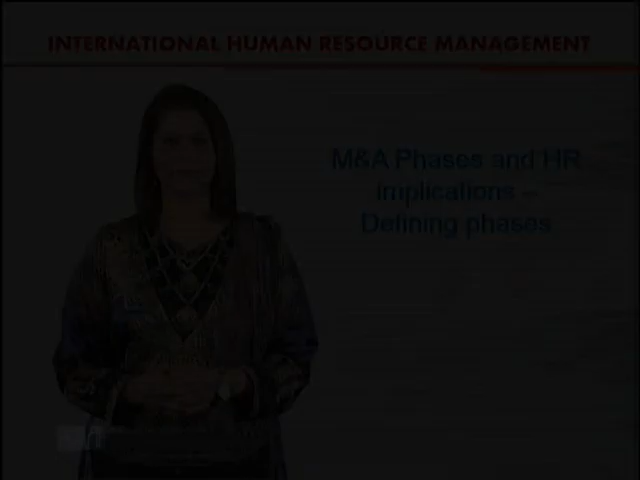 INTERNATIONAL HUMAN RESOURCE MANAGEMENT
M&A Phases and HR
implications –
Defining phases